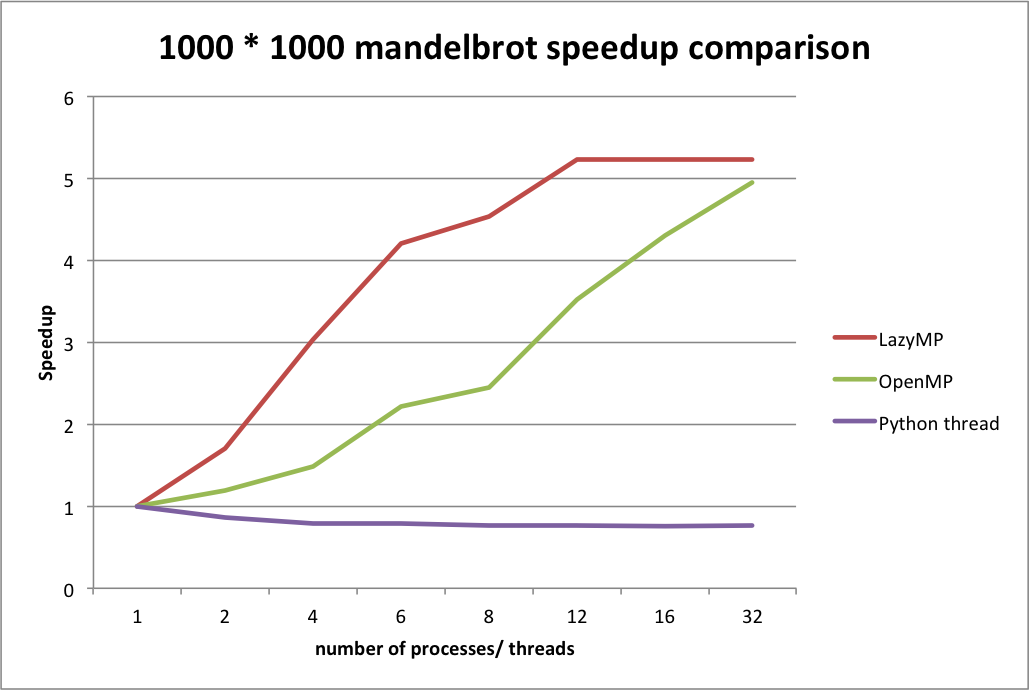 1000 * 1000 mandelbrot speedup comparison
6
5
4
3
2
1
0
Speedup
1 2 4 6 8 12 16 32
number of processes/ threads
LazyMP
OpenMP
Python thread